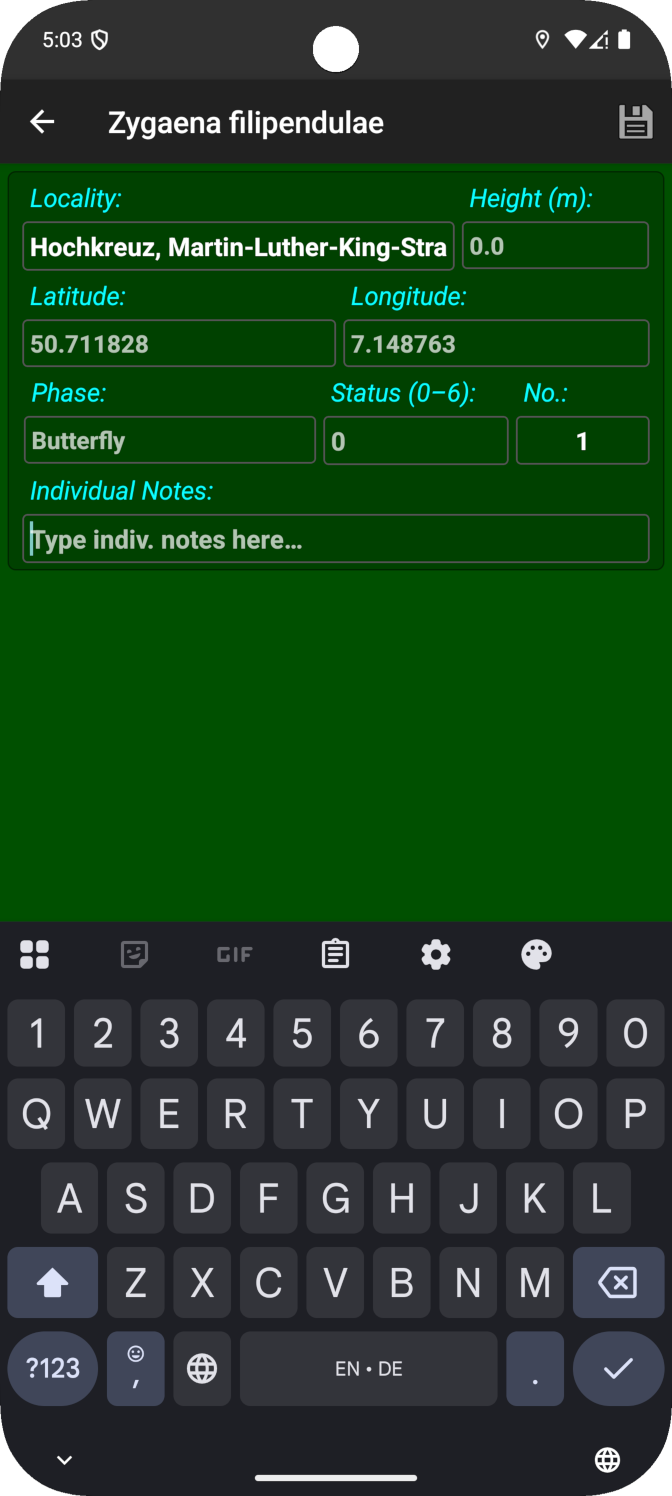 5:03
Zygaena filipendulae
Locality: Height (m):
Hochkreuz, Martin-Luther-King-Stra 0.0
Latitude: Longitude:
50.711828 7.148763
Phase: Status (0–6): No.:
Butterfly 0 1
Individual Notes:
Type indiv. notes here…
GIF
1 2 3 4 5 6 7 8 9 0
Q W E R T Y U I O P
A S D F G H J K L
Z X C V B N M
?123 , EN • DE .